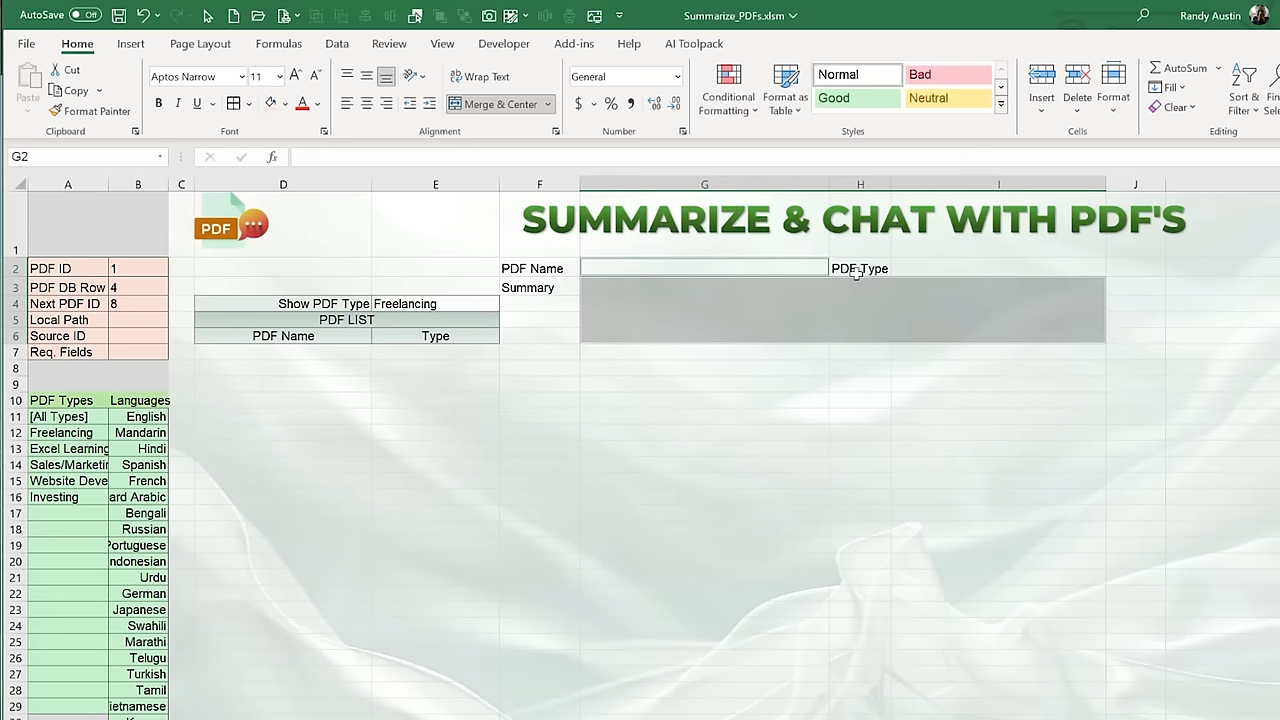 AutoSave Off Summarize_PDFs.xlsm Randy Austin
File Home Insert Page Layout Formulas Data Review View Developer Add-ins Help AI Toolpack
Paste Cut Copy Format Painter
Aptos Narrow 11 A A
B I U A
Wrap Text
Merge & Center
General
$ % 9
Conditional Formatting Format as Table
Normal Bad
Good Neutral
Insert Delete Format
AutoSum
Fill
Clear
Sort & Filter
Clipboard Font Alignment Number Styles Cells Editing
G2 fx
A B C D E F G H I J
PDF
SUMMARIZE & CHAT WITH PDF'S
1
2 PDF ID 1 PDF Name PDF Type
3 PDF DB Row 4 Summary
4 Next PDF ID 8 Show PDF Type Freelancing
5 Local Path PDF LIST
6 Source ID PDF Name Type
7 Req. Fields
8
9
10 PDF Types Languages
11 [All Types] English
12 Freelancing Mandarin
13 Excel Learning Hindi
14 Sales/Marketin Spanish
15 Website Deve French
16 Investing ard Arabic
17 Bengali
18 Russian
19 Portuguese
20 ndonesian
21 Urdu
22 German
23 Japanese
24 Swahili
25 Marathi
26 Telugu
27 Turkish
28 Tamil
29 ietnamese